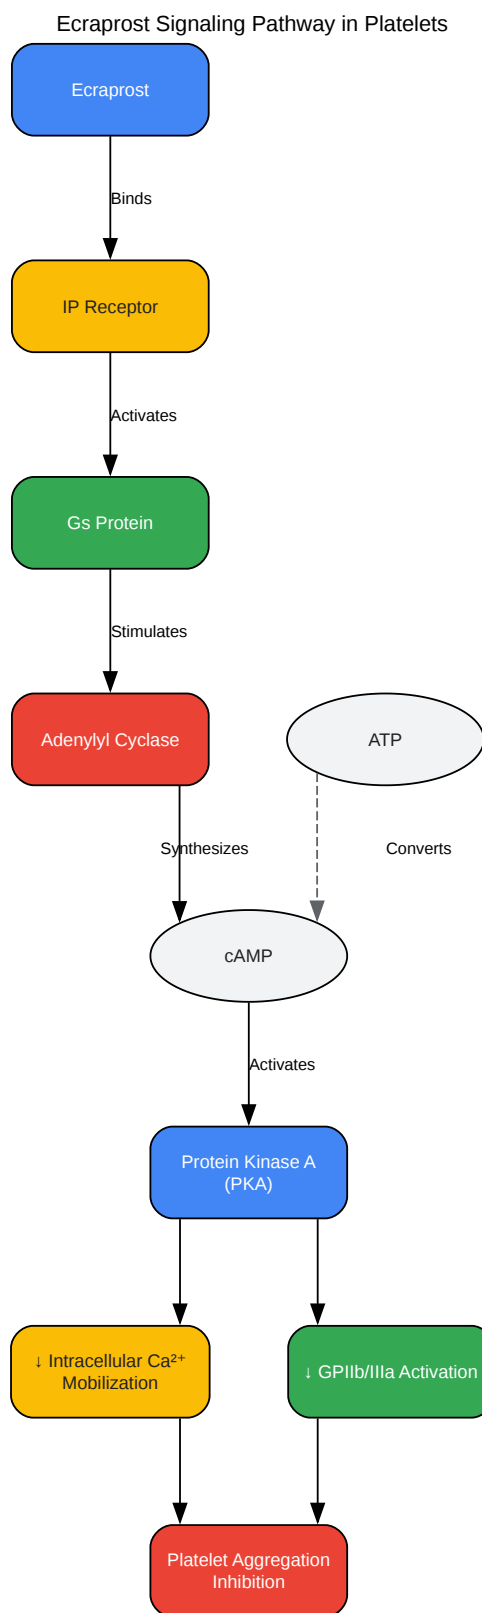 Ecraprost Signaling Pathway in Platelets
Ecraprost
Binds
IP Receptor
Activates
Gs Protein
Stimulates
Adenylyl Cyclase
ATP
Synthesizes
Converts
cAMP
Activates
Protein Kinase A
(PKA)
↓ Intracellular Ca²⁺
Mobilization
↓ GPIIb/IIIa Activation
Platelet Aggregation
Inhibition